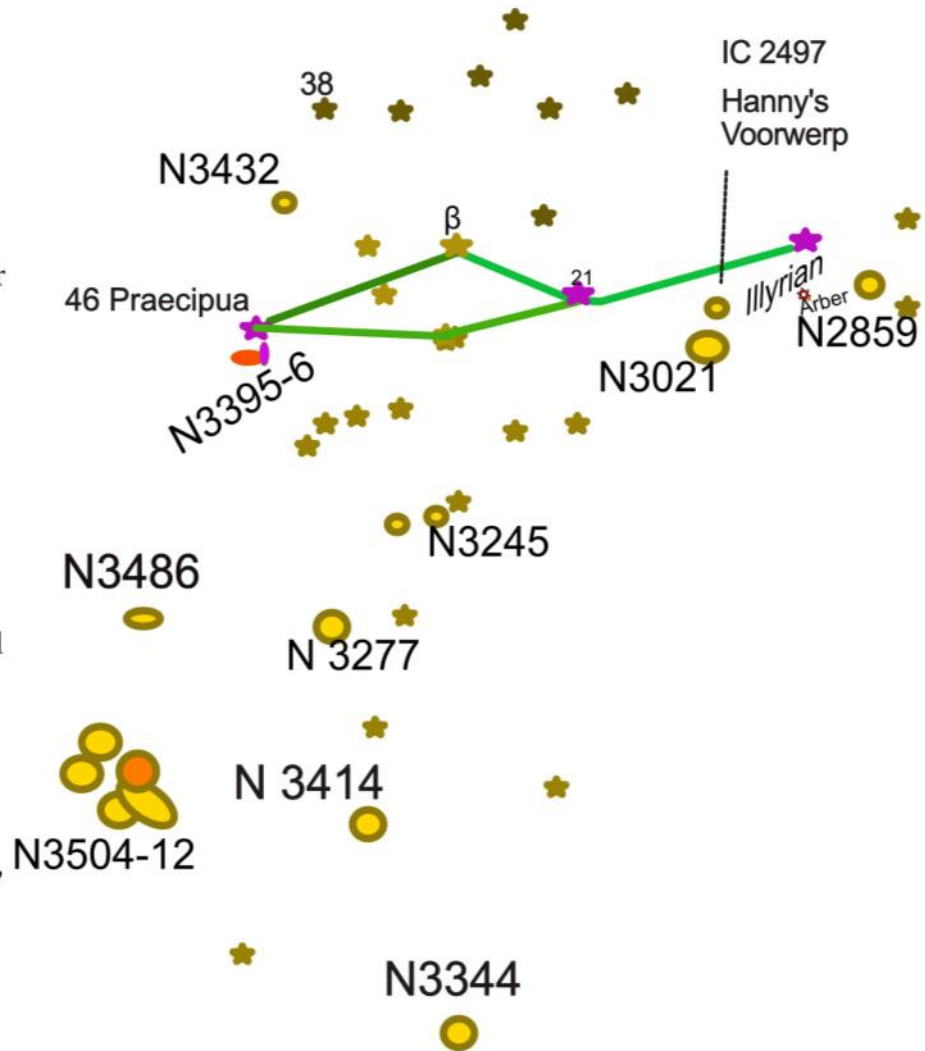 38
IC 2497
Hanny's
Voorwerp
N3432
β
46 Praecipua
21
Illyrian
Arber
N2859
N3021
N3395-6
N3245
N3486
N 3277
N 3414
N3504-12
N3344